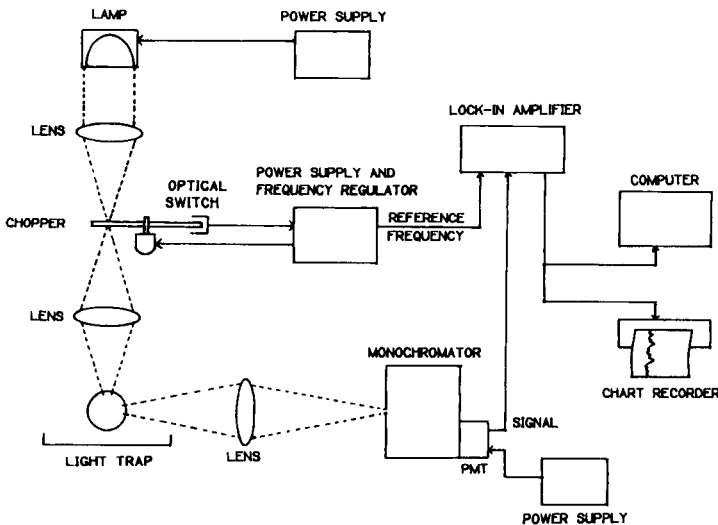 LAMP
POWER SUPPLY
LENS
LOCK-IN AMPLIFIER
OPTICAL
SWITCH
POWER SUPPLY AND
FREQUENCY REGULATOR
COMPUTER
CHOPPER
REFERENCE
FREQUENCY
LENS
MONOCHROMATOR
CHART RECORDER
SIGNAL
LIGHT TRAP
LENS
PMT
POWER SUPPLY